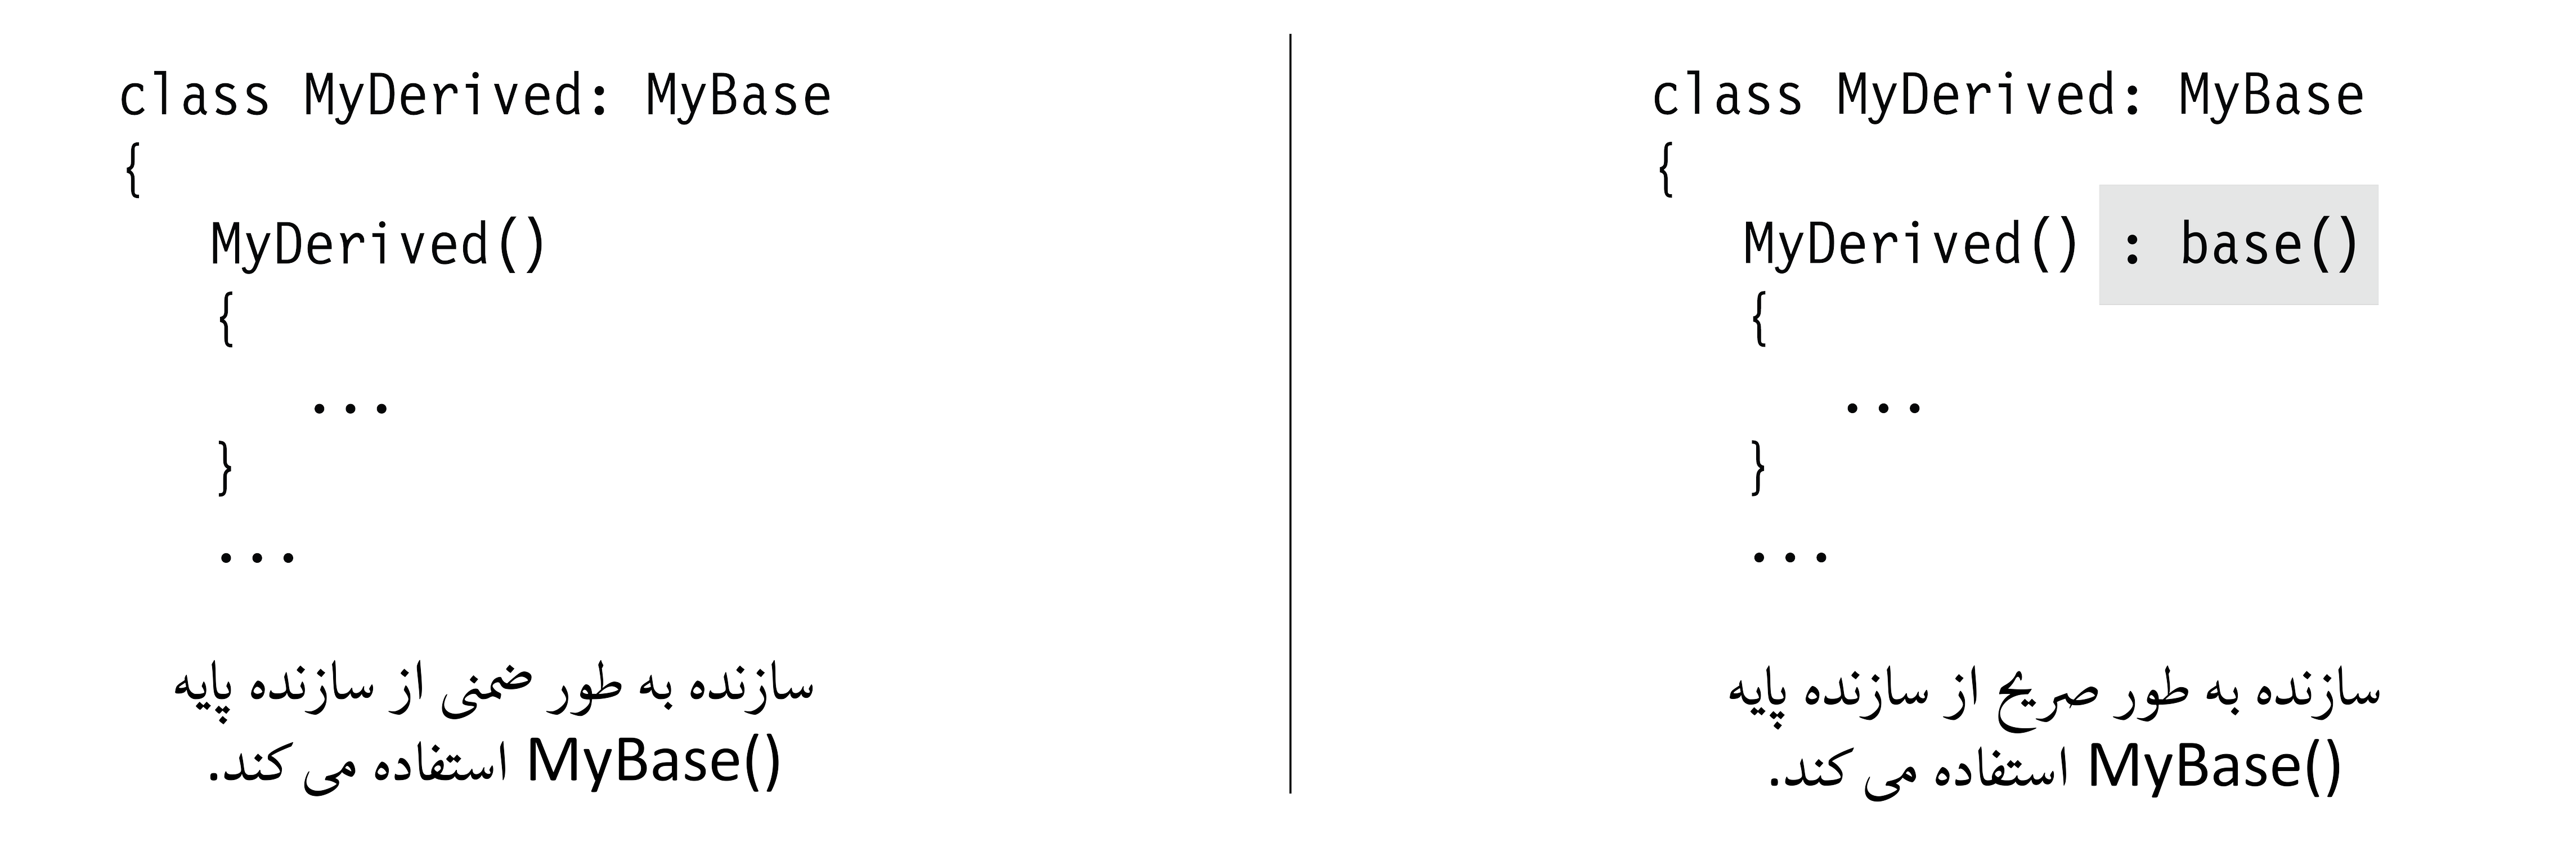 class MyDerived: MyBase
{
MyDerived()
{
...
}
...
سازنده به طور ضمنی از سازنده پایه
MyBase() استفاده می کند.
class MyDerived: MyBase
{
MyDerived() : base()
{
...
}
...
سازنده به طور صریح از سازنده پایه
MyBase() استفاده می کند.